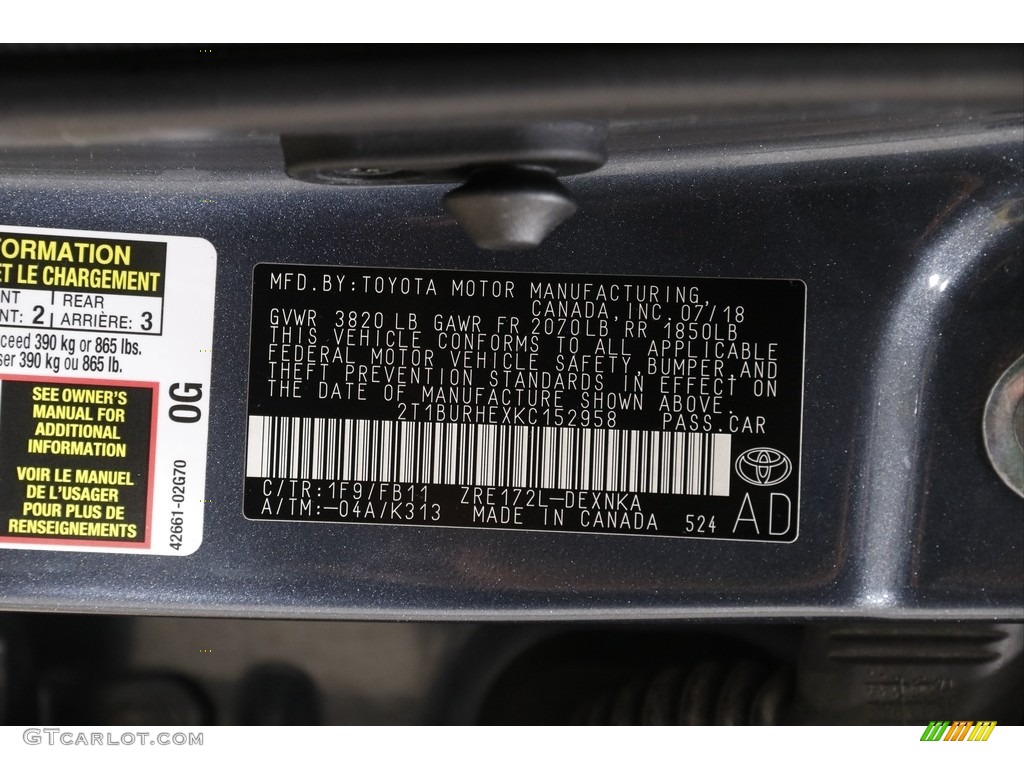 ORMATION
ET LE CHARGEMENT
NT 2 REAR
NT: ARRIÈRE: 3
ceed 390 kg or 865 lbs.
ser 390 kg ou 865 lb.
SEE OWNER'S
MANUAL FOR
ADDITIONAL
INFORMATION
VOIR LE MANUEL
DE L'USAGER
POUR PLUS DE
RENSEIGNEMENTS
0G
42661-02G70
MFD.BY:TOYOTA MOTOR MANUFACTURING,
CANADA,INC.07/18
GVWR 3820 LB GAWR FR 2070LB RR 1850LB
THIS VEHICLE CONFORMS TO ALL APPLICABLE
FEDERAL MOTOR VEHICLE SAFETY,BUMPER,AND
THEFT PREVENTION STANDARDS IN EFFECT ON
THE DATE OF MANUFACTURE SHOWN ABOVE.
2T1BURHEXKC152958 PASS.CAR
C/TR:1F9/FB11 ZRE172L-DEXNKA
A/TM:-04A/K313 MADE IN CANADA 524 AD
GTcarlot.com